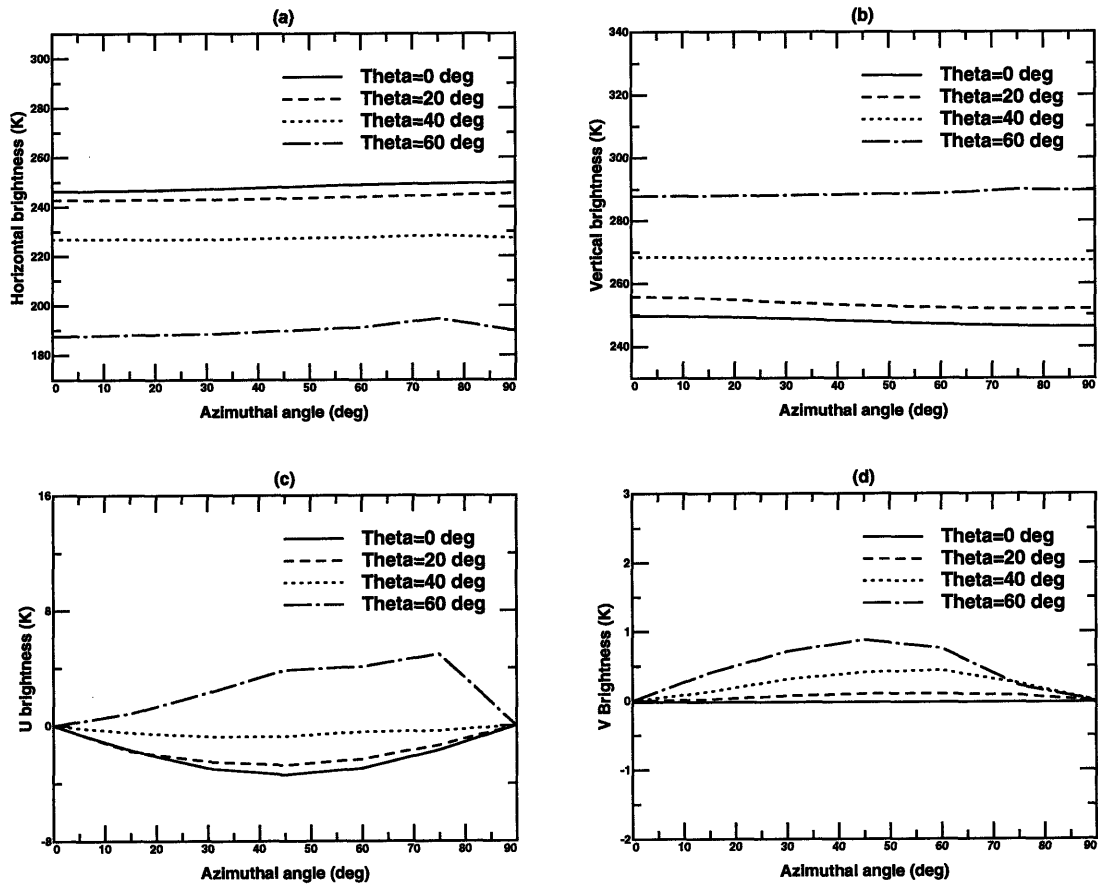 (a)
300
280
260
240
220
200
180
Horizontal brightness (K)
Theta=0 deg
Theta=20 deg
Theta=40 deg
Theta=60 deg
0 10 20 30 40 50 60 70 80 90
Azimuthal angle (deg)
(b)
340
320
300
280
260
240
Vertical brightness (K)
Theta=0 deg
Theta=20 deg
Theta=40 deg
Theta=60 deg
0 10 20 30 40 50 60 70 80 90
Azimuthal angle (deg)
(c)
16
8
0
-8
U brightness (K)
Theta=0 deg
Theta=20 deg
Theta=40 deg
Theta=60 deg
0 10 20 30 40 50 60 70 80 90
Azimuthal angle (deg)
(d)
3
2
1
0
-1
-2
V Brightness (K)
Theta=0 deg
Theta=20 deg
Theta=40 deg
Theta=60 deg
0 10 20 30 40 50 60 70 80 90
Azimuthal angle (deg)